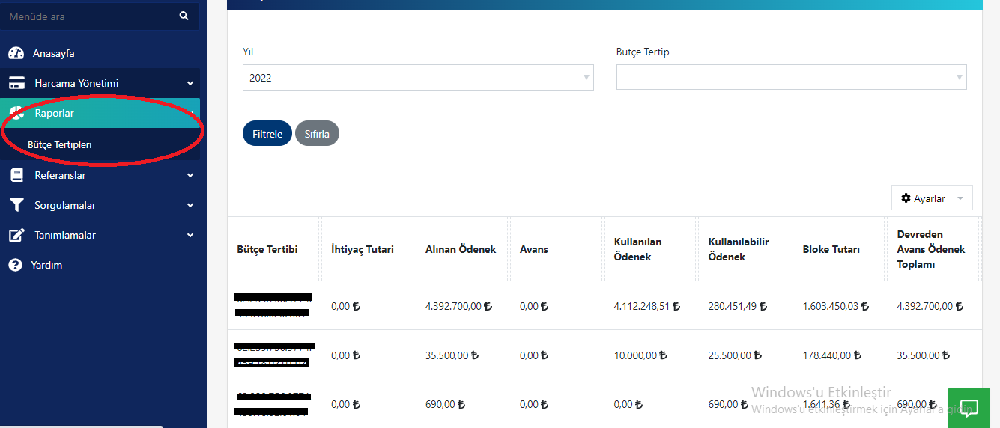 Menüde ara
Anasayfa
Harcama Yönetimi
Raporlar
Bütçe Tertipleri
Referanslar
Sorgulamalar
Tanımlamalar
Yardım
Yıl
Bütçe Tertip
2022
Filtrele
Sıfırla
Ayarlar
Bütçe Tertibi
İhtiyaç Tutari
Alınan Ödenek
Avans
Kullanılan
Ödenek
Kullanılabilir
Ödenek
Bloke Tutarı
Devreden
Avans Ödenek
Toplamı
0,00 ₺
4.392.700,00 ₺
0,00 ₺
4.112.248,51 ₺
280.451,49 ₺
1.603.450,03 ₺
4.392.700,00 ₺
0,00 ₺
35.500,00 ₺
0,00 ₺
10.000,00 ₺
25.500,00 ₺
178.440,00 ₺
35.500,00 ₺
0,00 ₺
690,00 ₺
0,00 ₺
0,00 ₺
690,00 ₺
1.641,36 ₺
690,00 ₺
Windows'u Etkinleştir
Windows'u etkinleştirmek için Ayarlar'a gidin.